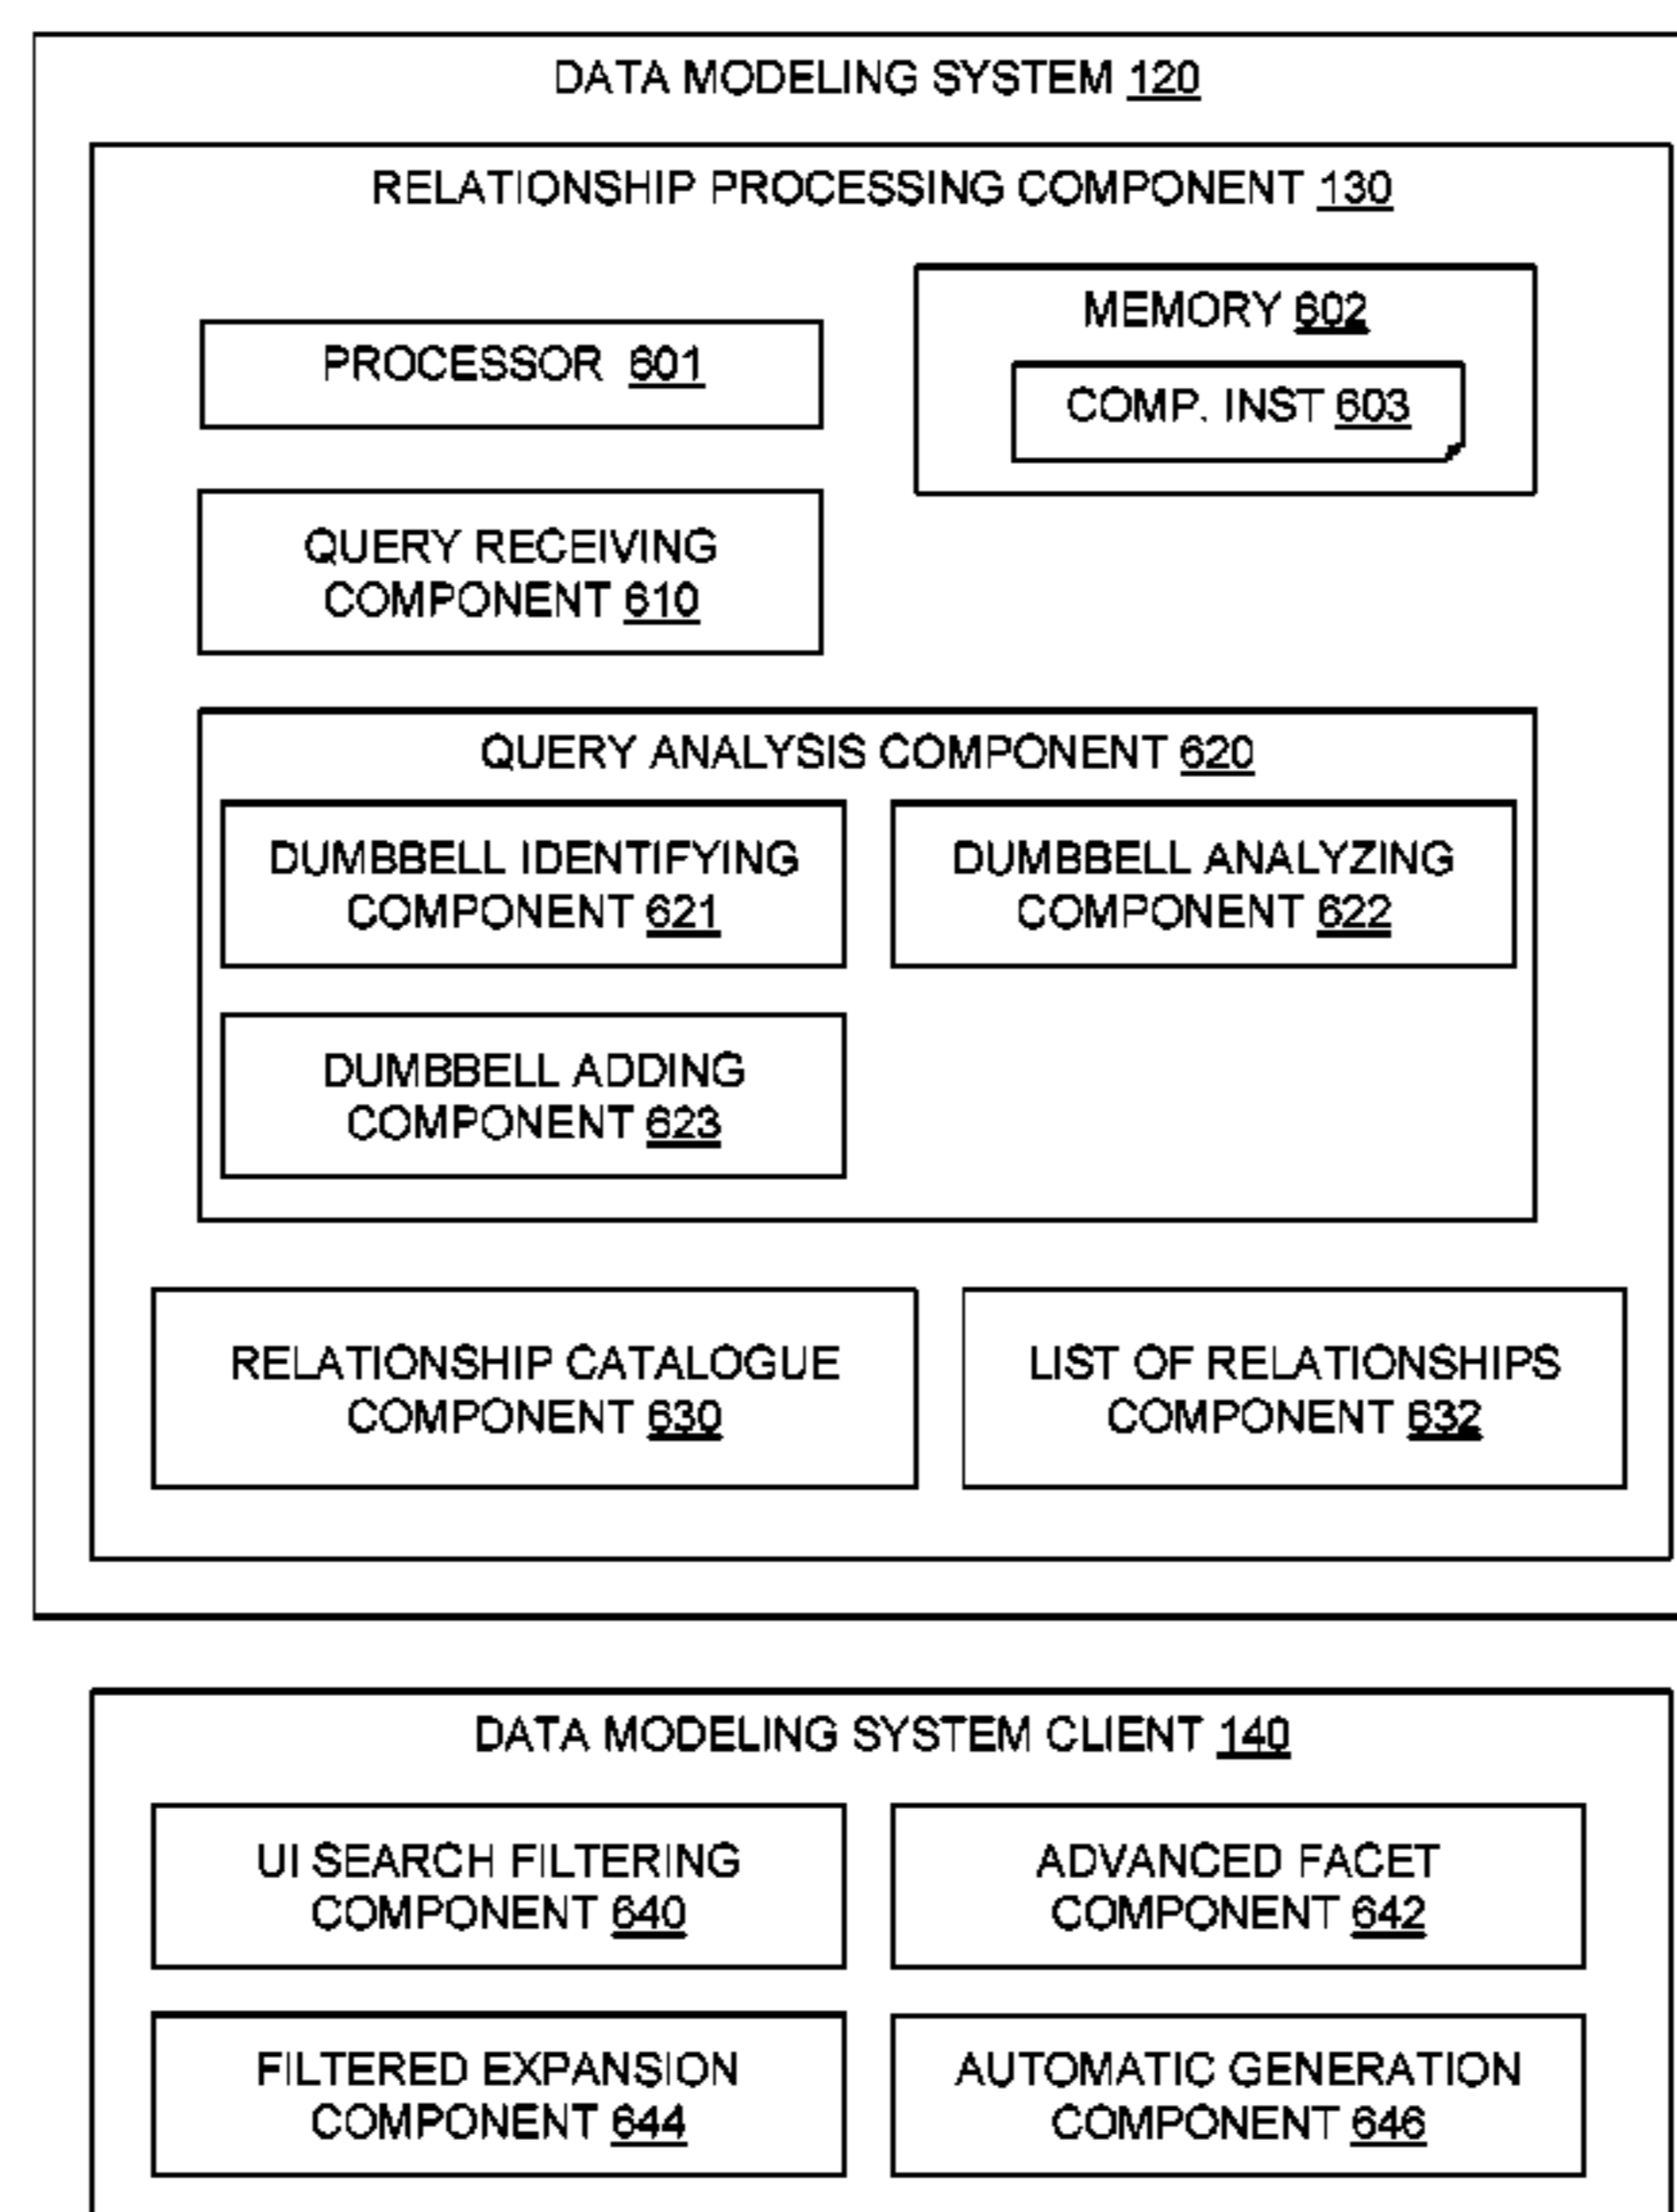 DATA MODELING SYSTEM 120
RELATIONSHIP PROCESSING COMPONENT 130
PROCESSOR 601
MEMORY 602
COMP. INST 603
QUERY RECEIVING
COMPONENT 610
QUERY ANALYSIS COMPONENT 620
DUMBBELL IDENTIFYING
COMPONENT 621
DUMBBELL ANALYZING
COMPONENT 622
DUMBBELL ADDING
COMPONENT 623
RELATIONSHIP CATALOGUE
COMPONENT 630
LIST OF RELATIONSHIPS
COMPONENT 632
DATA MODELING SYSTEM CLIENT 140
UI SEARCH FILTERING
COMPONENT 640
ADVANCED FACET
COMPONENT 642
FILTERED EXPANSION
COMPONENT 644
AUTOMATIC GENERATION
COMPONENT 646